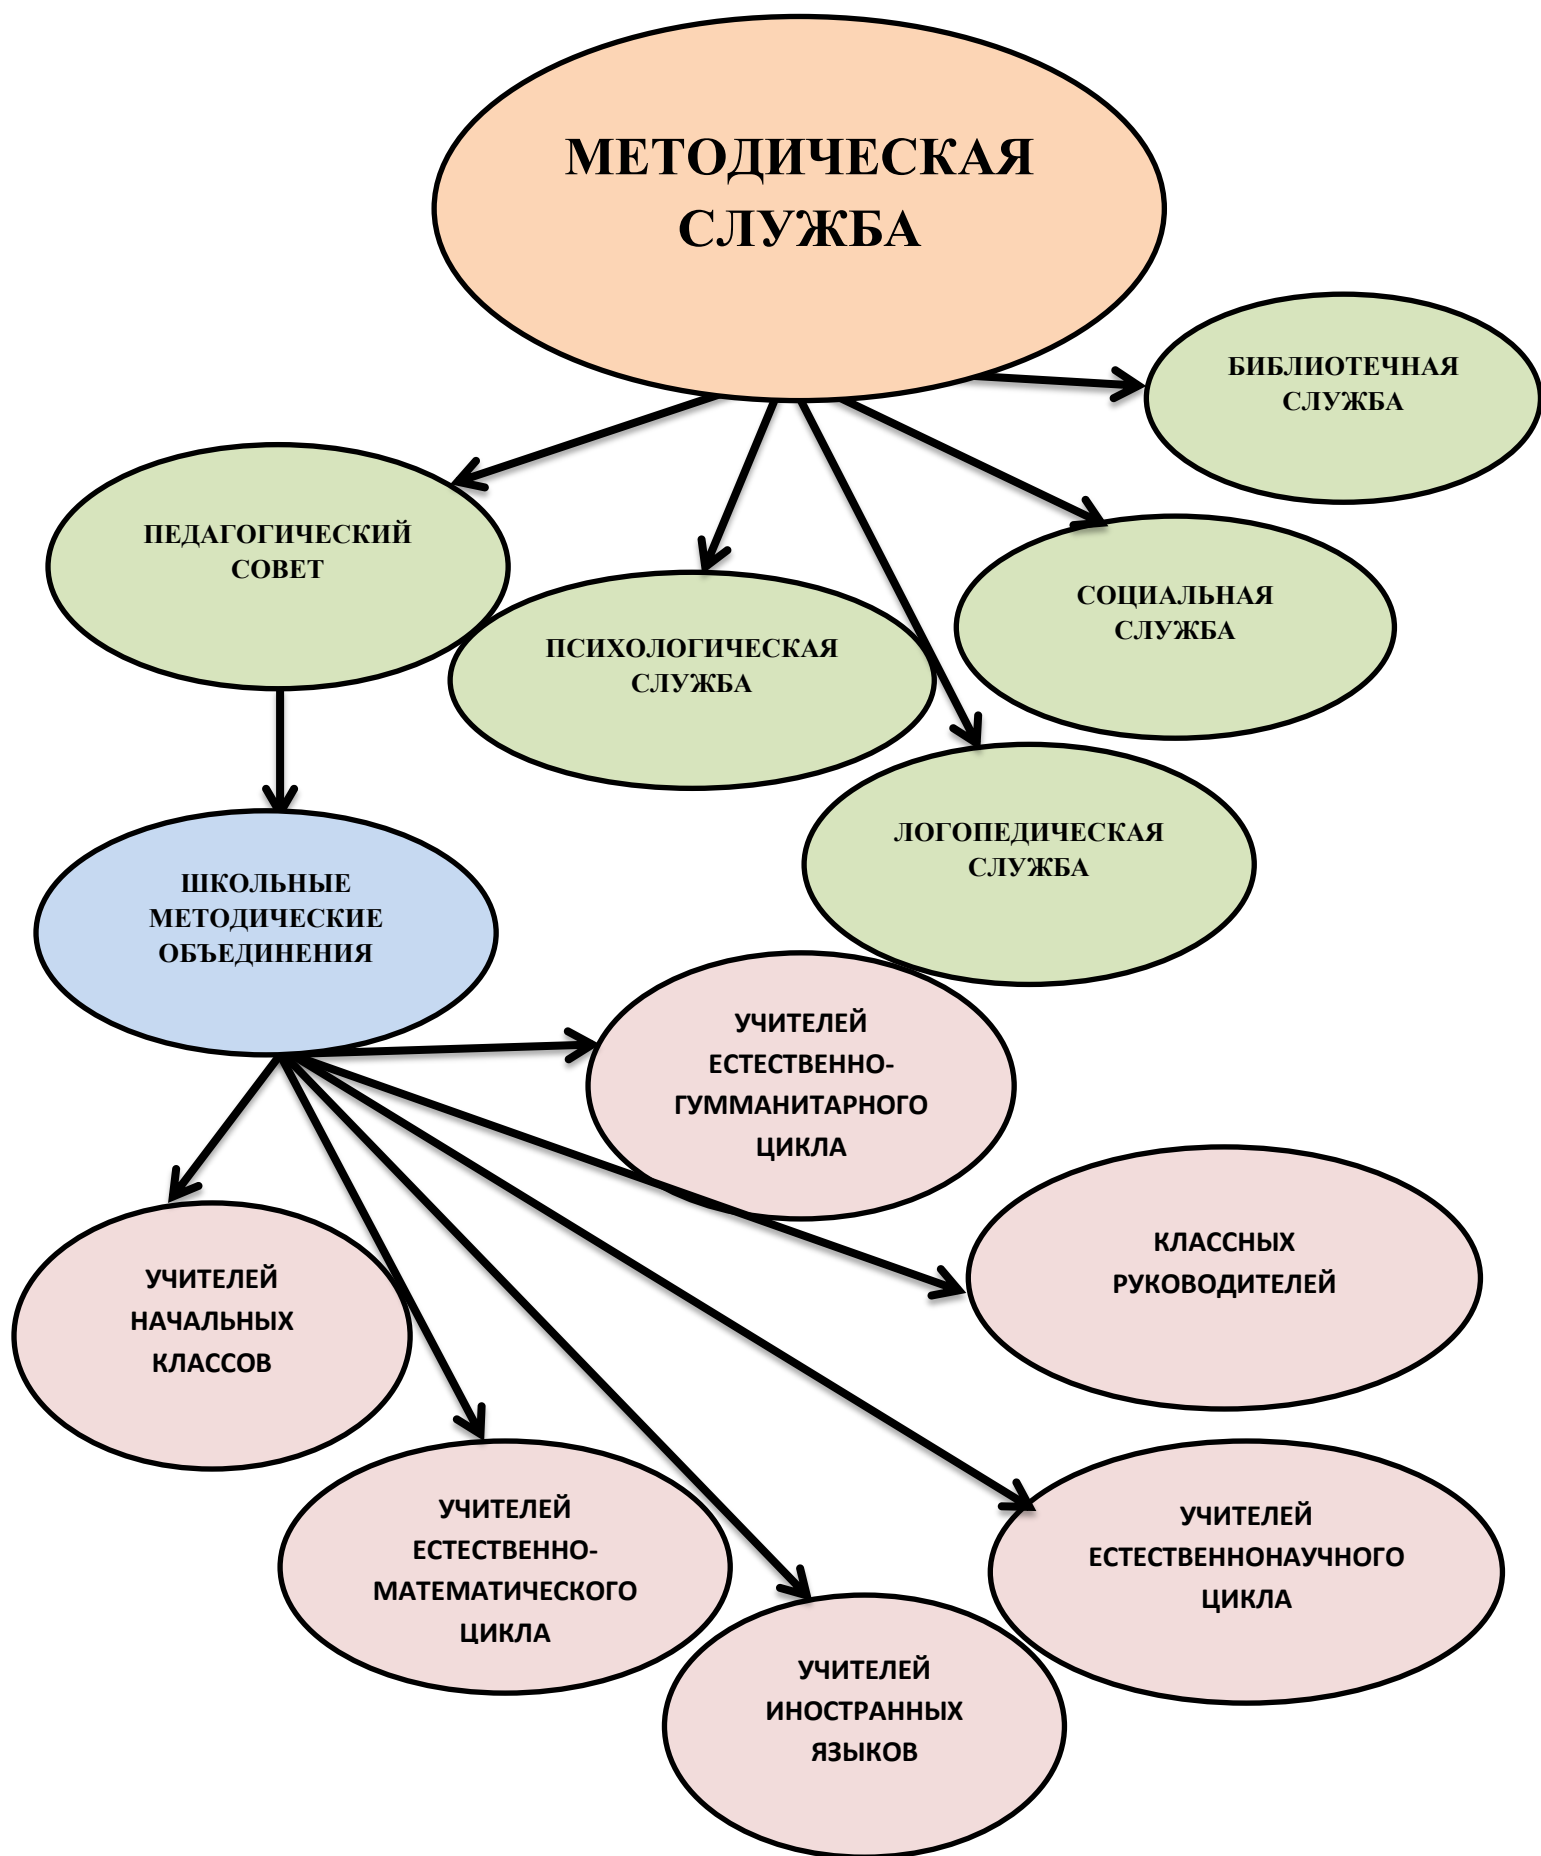 МЕТОДИЧЕСКАЯ
СЛУЖБА
БИБЛИОТЕЧНАЯ
СЛУЖБА
ПЕДАГОГИЧЕСКИЙ
СОВЕТ
СОЦИАЛЬНАЯ
СЛУЖБА
ПСИХОЛОГИЧЕСКАЯ
СЛУЖБА
ЛОГОПЕДИЧЕСКАЯ
СЛУЖБА
ШКОЛЬНЫЕ
МЕТОДИЧЕСКИЕ
ОБЪЕДИНЕНИЯ
УЧИТЕЛЕЙ
ЕСТЕСТВЕННО-
ГУММАНИТАРНОГО
ЦИКЛА
КЛАССНЫХ
РУКОВОДИТЕЛЕЙ
УЧИТЕЛЕЙ
НАЧАЛЬНЫХ
КЛАССОВ
УЧИТЕЛЕЙ
ЕСТЕСТВЕННО-
МАТЕМАТИЧЕСКОГО
ЦИКЛА
УЧИТЕЛЕЙ
ЕСТЕСТВЕННОНАУЧНОГО
ЦИКЛА
УЧИТЕЛЕЙ
ИНОСТРАННЫХ
ЯЗЫКОВ